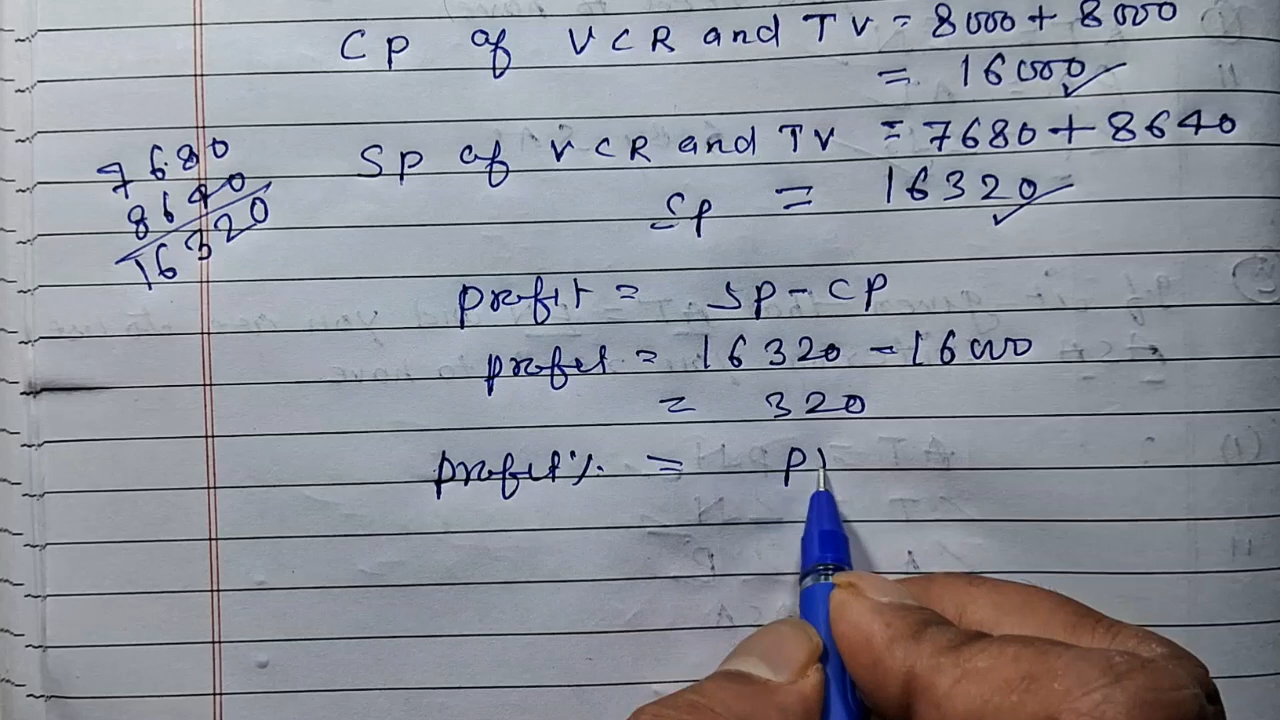 CP of VCR and TV = 8000 + 8000
= 16000
SP of VCR and TV = 7680 + 8640
SP = 16320
7680
8640
16320
profit = SP - CP
profit = 16320 - 16000
= 320
profit % = P